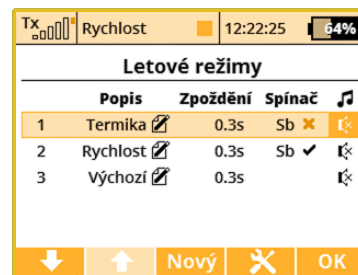 Tx Rychlost 12:22:25 64%
Letové režimy
Popis Zpoždění Spínač
1 Termika 0.3s Sb
2 Rychlost 0.3s Sb
3 Výchozí 0.3s
Nový OK